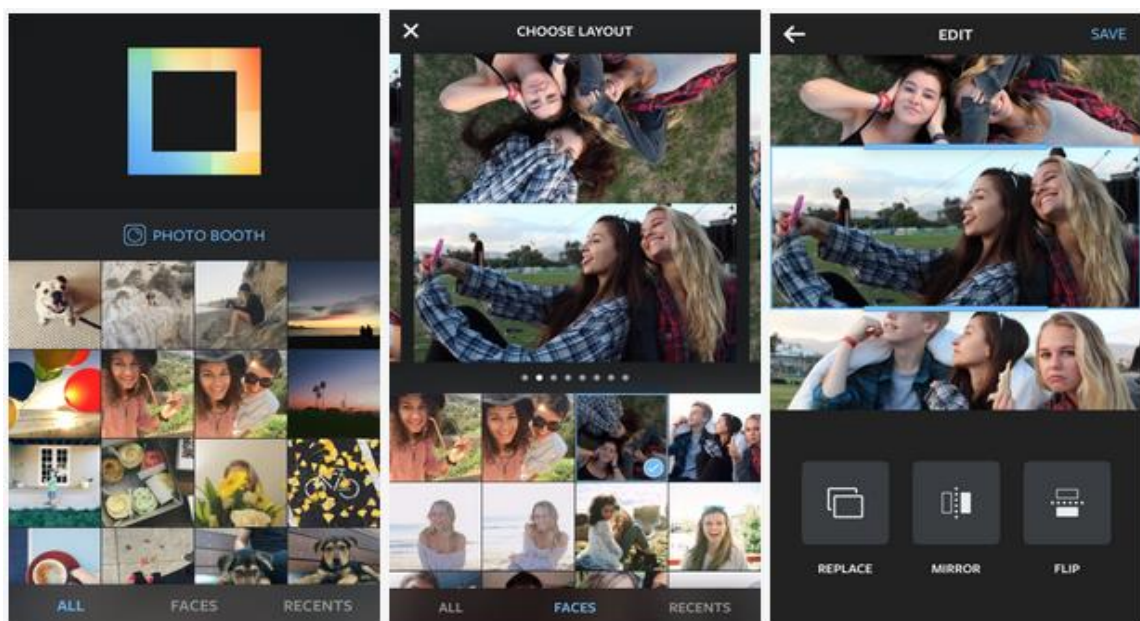 PHOTO BOOTH
ALL FACES RECENTS
CHOOSE LAYOUT
ALL FACES RECENTS
EDIT SAVE
REPLACE MIRROR FLIP